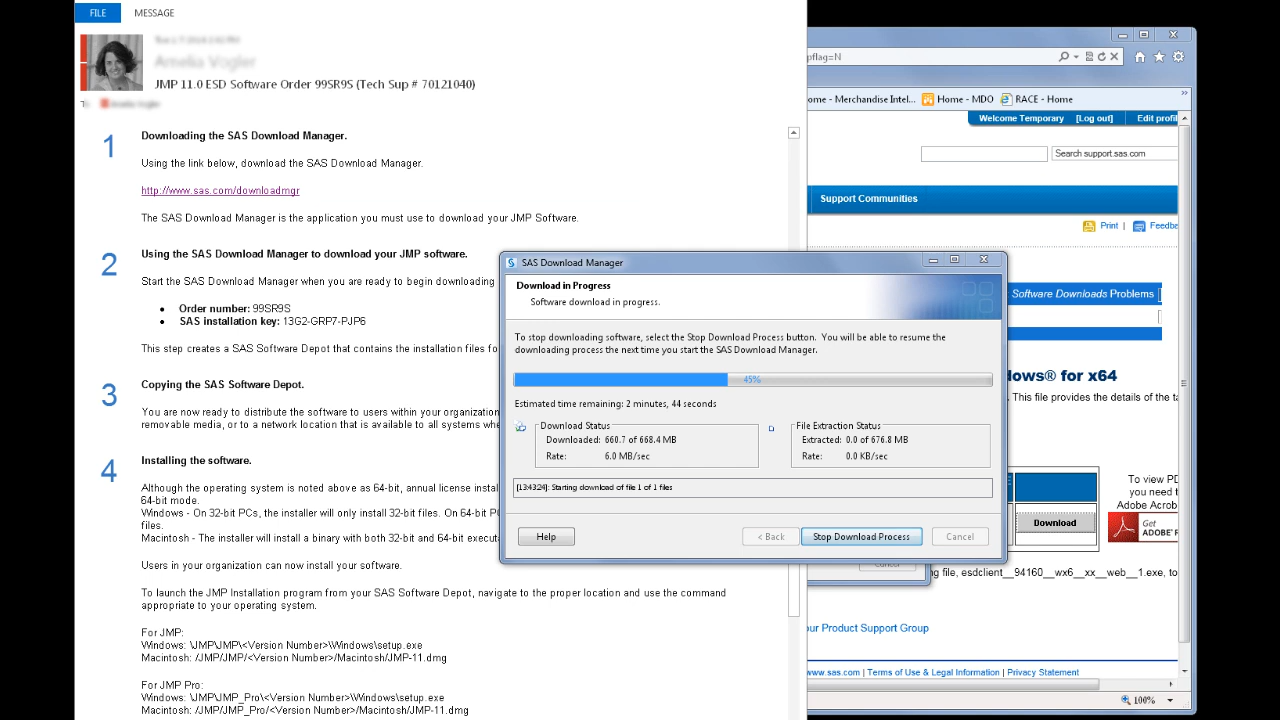 FILE
MESSAGE
Amelia Vogler
JMP 11.0 ESD Software Order 99SR9S (Tech Sup # 70121040)
Amelia Vogler
1
Downloading the SAS Download Manager.
Using the link below, download the SAS Download Manager.
http://www.sas.com/downloadmgr
The SAS Download Manager is the application you must use to download your JMP Software.
2
Using the SAS Download Manager to download your JMP software.
Start the SAS Download Manager when you are ready to begin downloading
• Order number: 99SR9S
• SAS installation key: 13G2-GRP7-PJP6
This step creates a SAS Software Depot that contains the installation files fo
3
Copying the SAS Software Depot.
You are now ready to distribute the software to users within your organization
removable media, or to a network location that is available to all systems whe
4
Installing the software.
Although the operating system is noted above as 64-bit, annual license instal
64-bit mode.
Windows - On 32-bit PCs, the installer will only install 32-bit files. On 64-bit PC
files.
Macintosh - The installer will install a binary with both 32-bit and 64-bit execut
Users in your organization can now install your software.
To launch the JMP Installation program from your SAS Software Depot, navigate to the proper location and use the command
appropriate to your operating system.
For JMP:
Windows: \JMP\JMP\<Version Number>\Windows\setup.exe
Macintosh: /JMP/JMP/<Version Number>/Macintosh/JMP-11.dmg
For JMP Pro:
Windows: \JMP\JMP_Pro\<Version Number>\Windows\setup.exe
Macintosh: /JMP/JMP_Pro/<Version Number>/Macintosh/JMP-11.dmg
SAS Download Manager
Download in Progress
Software download in progress.
To stop downloading software, select the Stop Download Process button. You will be able to resume the
downloading process the next time you start the SAS Download Manager.
45%
Estimated time remaining: 2 minutes, 44 seconds
Download Status
Downloaded: 660.7 of 668.4 MB
Rate: 6.0 MB/sec
File Extraction Status
Extracted: 0.0 of 676.8 MB
Rate: 0.0 KB/sec
[13:43:24]: Starting download of file 1 of 1 files
Help
< Back
Stop Download Process
Cancel
pflag=N
ome - Merchandise Intel...
Home - MDO
RACE - Home
Welcome Temporary
[Log out]
Edit profil
Search support.sas.com
Support Communities
Print |
Feedba
Software Downloads Problems
dows® for x64
. This file provides the details of the ta
To view PD
you need t
Adobe Acrob
Download
Get
ADOBE® R
Cancel
ng file, esdclient__94160__wx6__xx__web__1.exe, to
our Product Support Group
www.sas.com | Terms of Use & Legal Information | Privacy Statement
100%